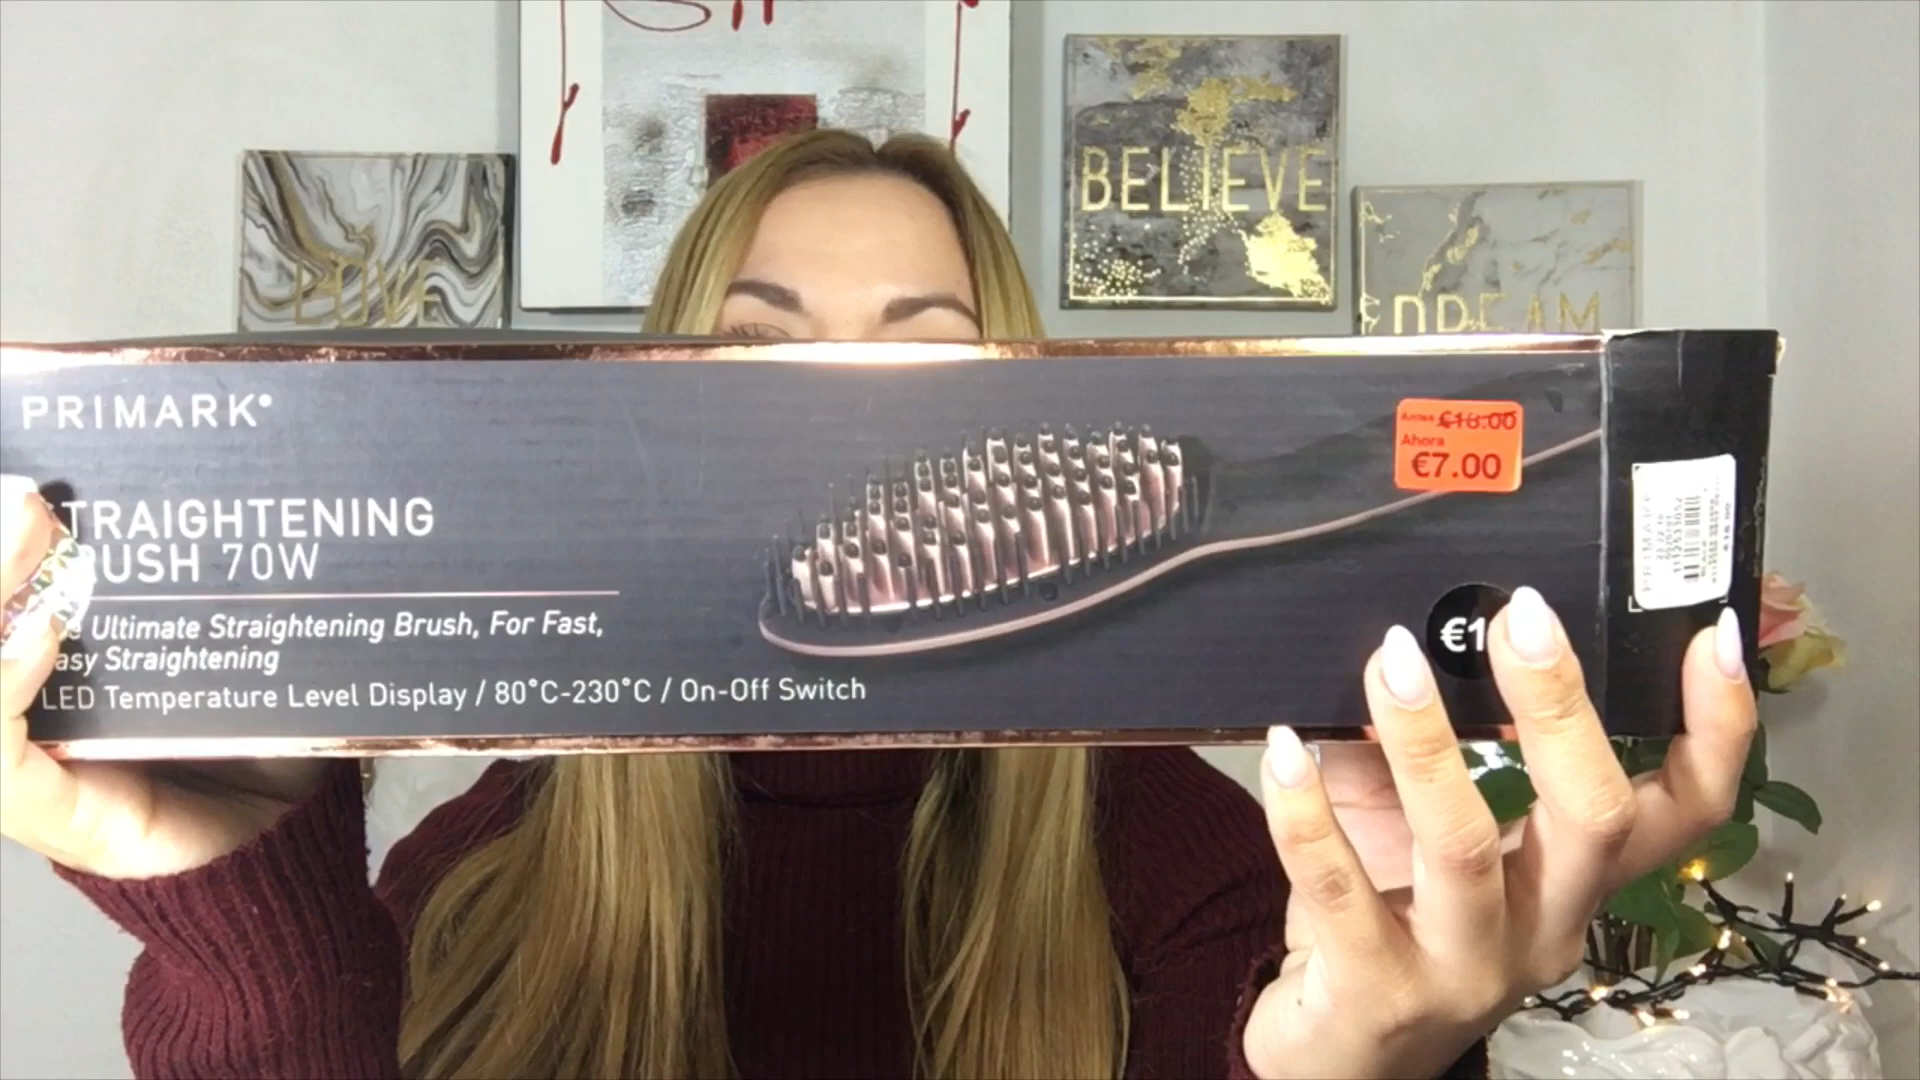 BELIEVE
LOVE
DREAM
PRIMARK
TRAIGHTENING
RUSH 70W
Ultimate Straightening Brush, For Fast,
asy Straightening
LED Temperature Level Display / 80°C-230°C / On-Off Switch
Antes €18.00
Ahora
€7.00
€1
PRIMARK